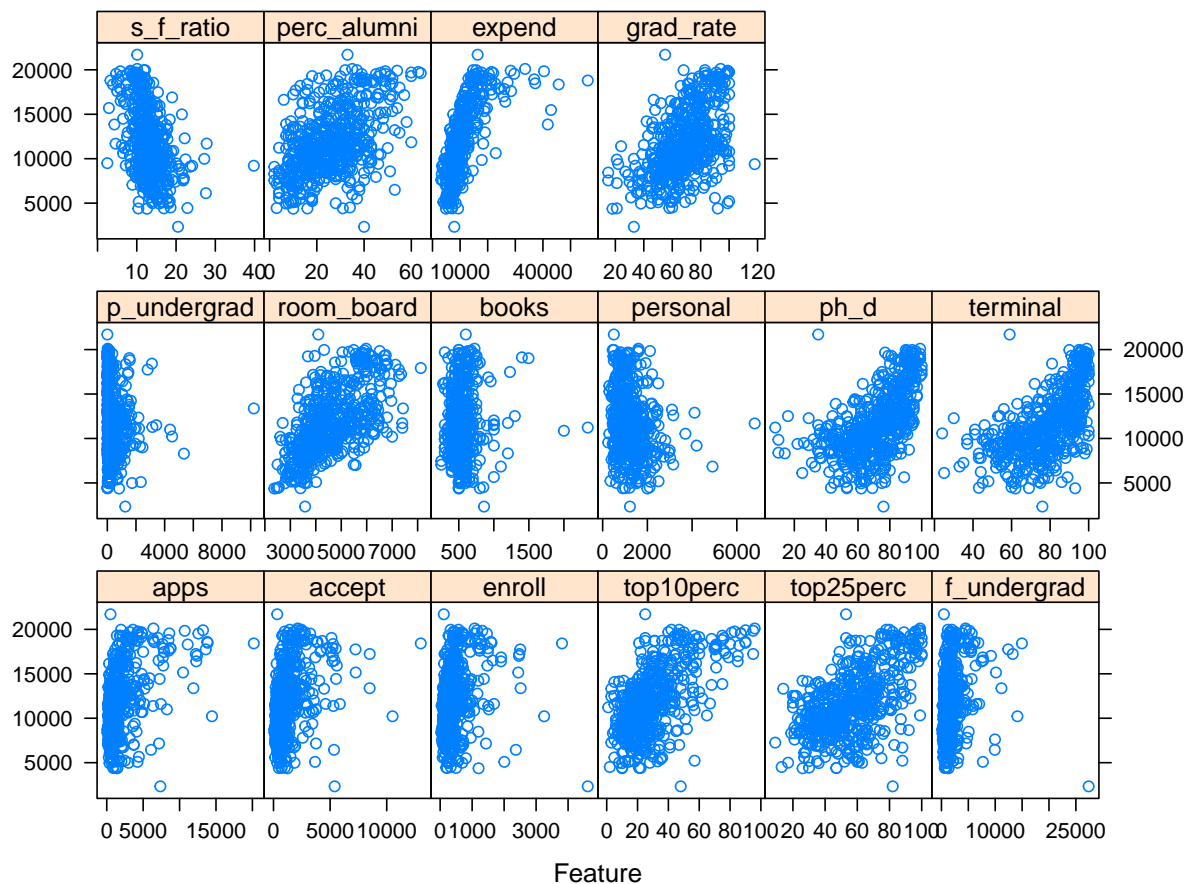 s_f_ratio perc_alumni expend grad_rate
20000
15000
10000
5000
10 20 30 40 0 20 40 60 10000 40000 20 40 60 80 120
p_undergrad room_board books personal ph_d terminal
20000
15000
10000
5000
0 4000 8000 3000 5000 7000 500 1500 0 2000 6000 20 40 60 80 100 20 40 60 80 100
apps accept enroll top10perc top25perc f_undergrad
20000
15000
10000
5000
0 5000 15000 0 5000 10000 0 1000 3000 0 20 40 60 80 100 20 40 60 80 100 0 10000 25000
Feature